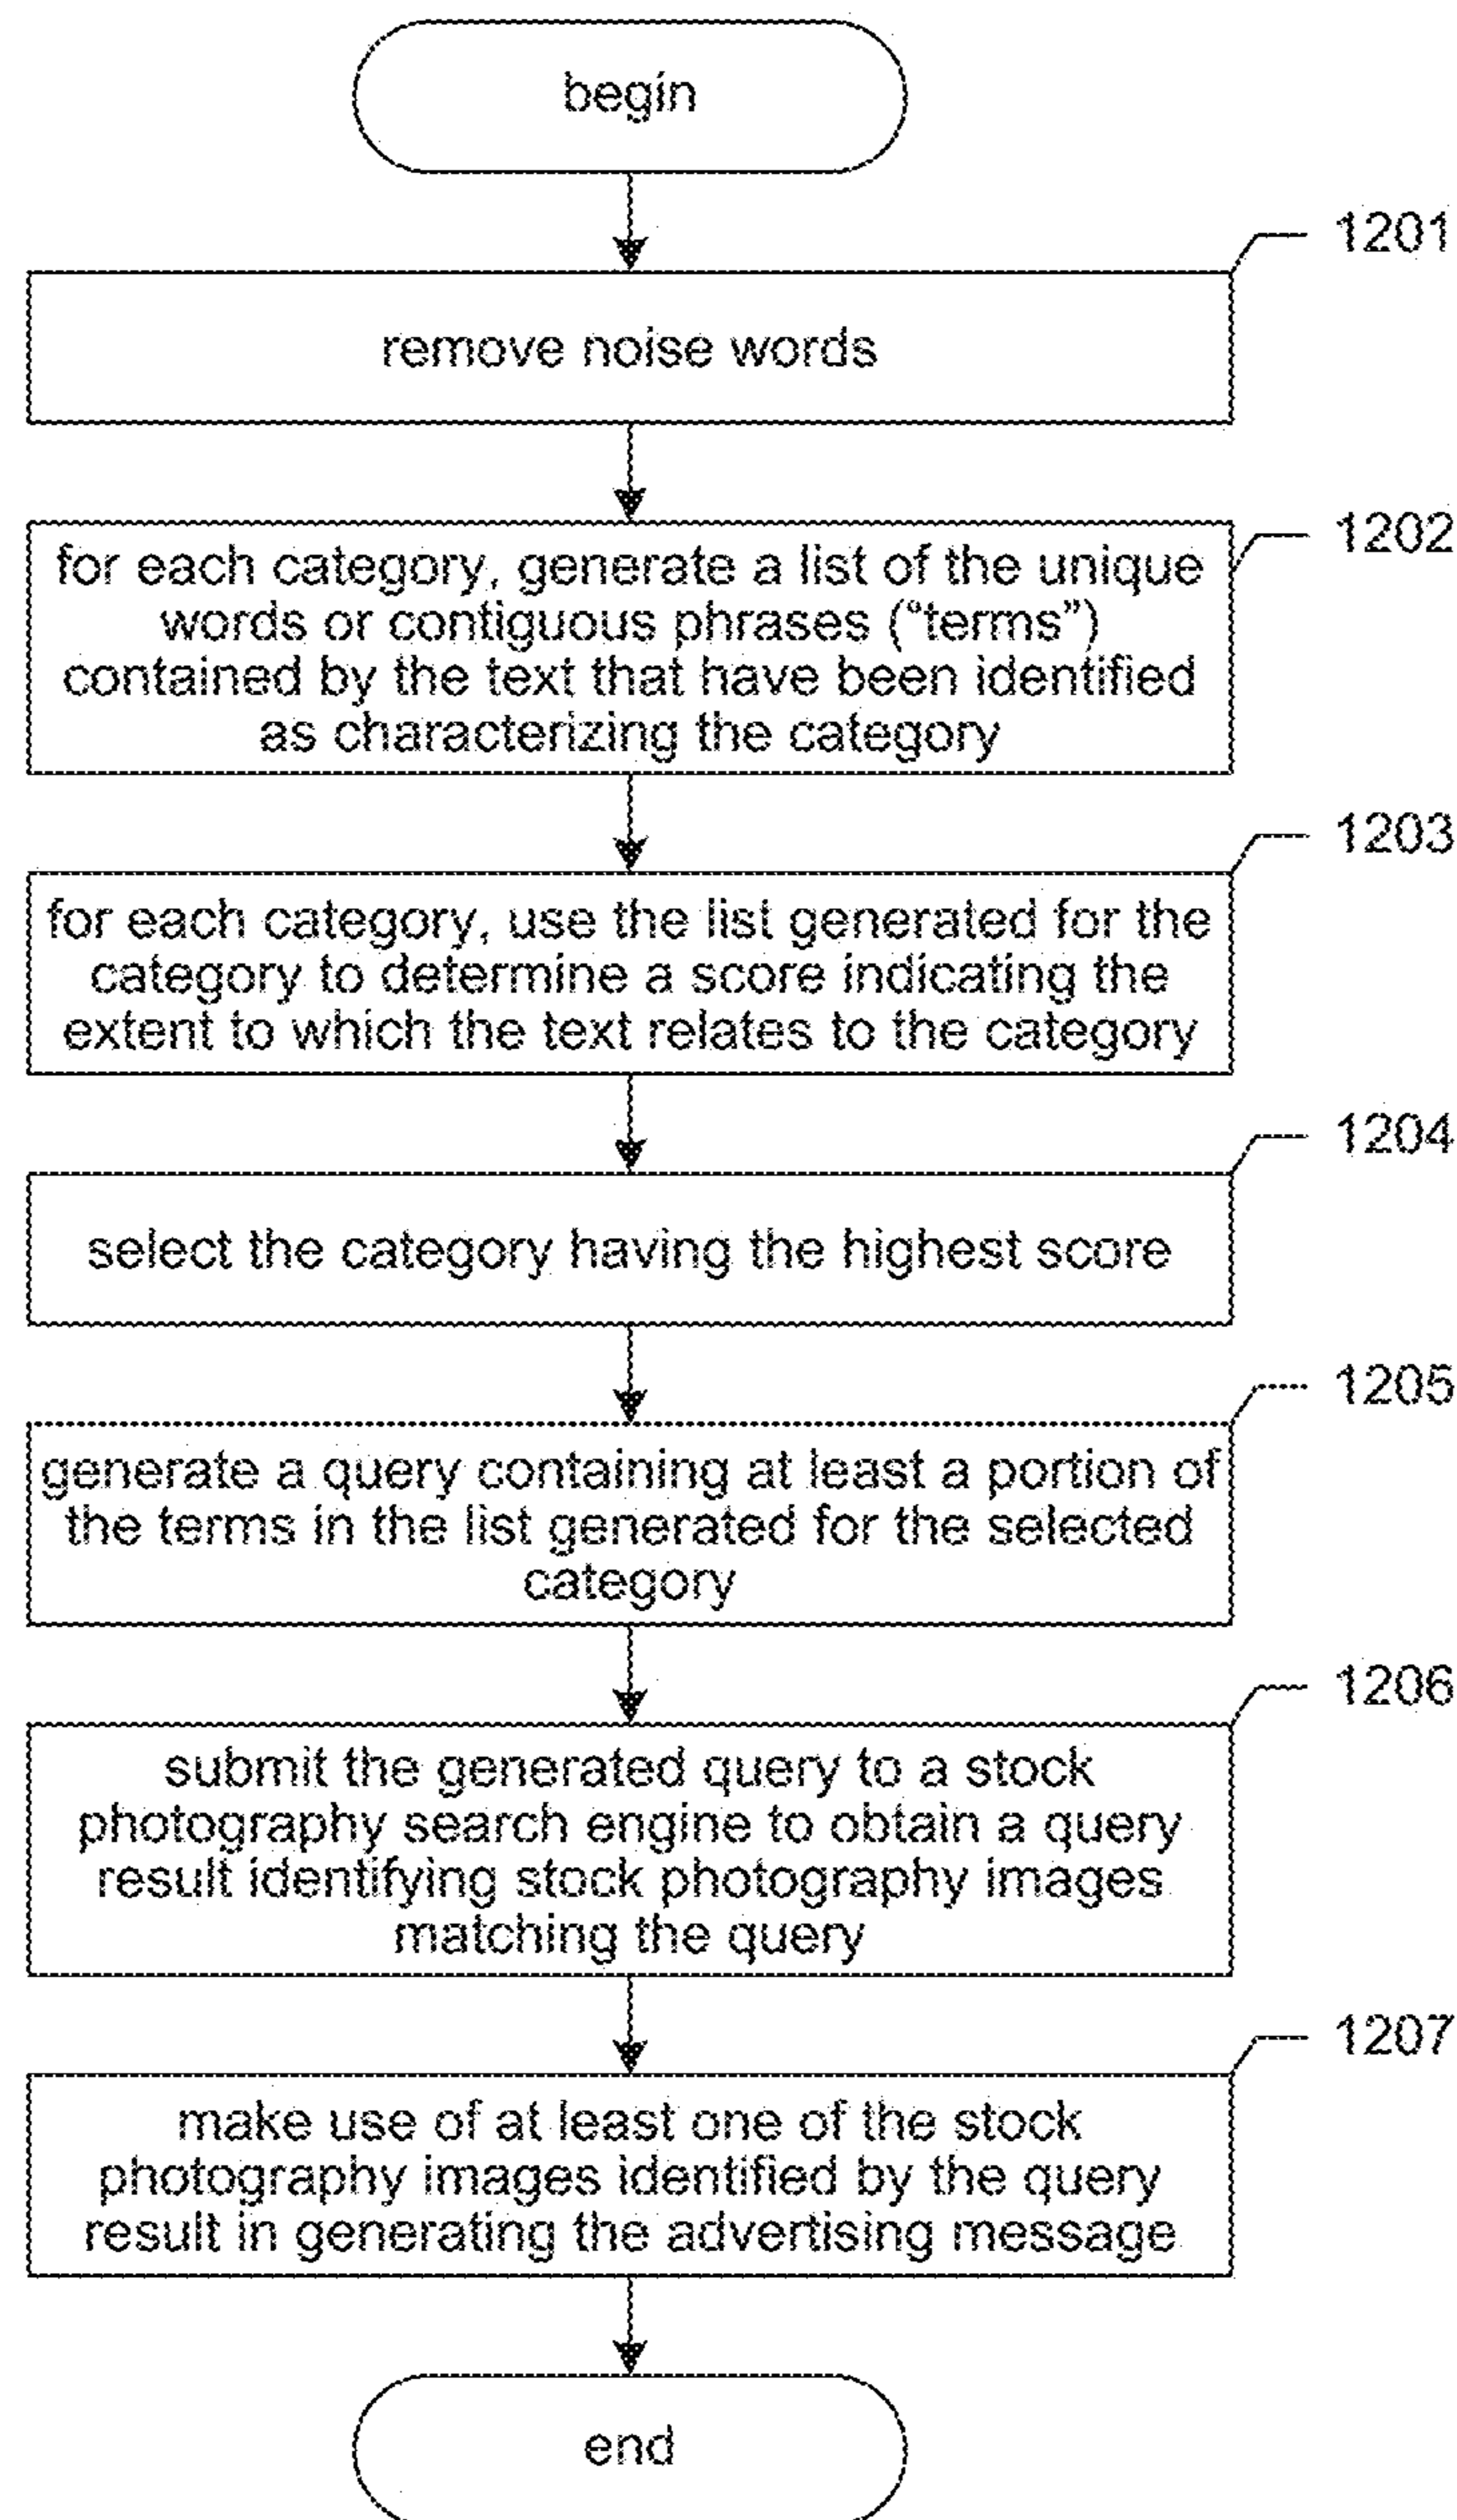 begin
1201
remove noise words
1202
for each category, generate a list of the unique
words or contiguous phrases (“terms”)
contained by the text that have been identified
as characterizing the category
1203
for each category, use the list generated for the
category to determine a score indicating the
extent to which the text relates to the category
1204
select the category having the highest score
1205
generate a query containing at least a portion of
the terms in the list generated for the selected
category
1206
submit the generated query to a stock
photography search engine to obtain a query
result identifying stock photography images
matching the query
1207
make use of at least one of the stock
photography images identified by the query
result in generating the advertising message
end